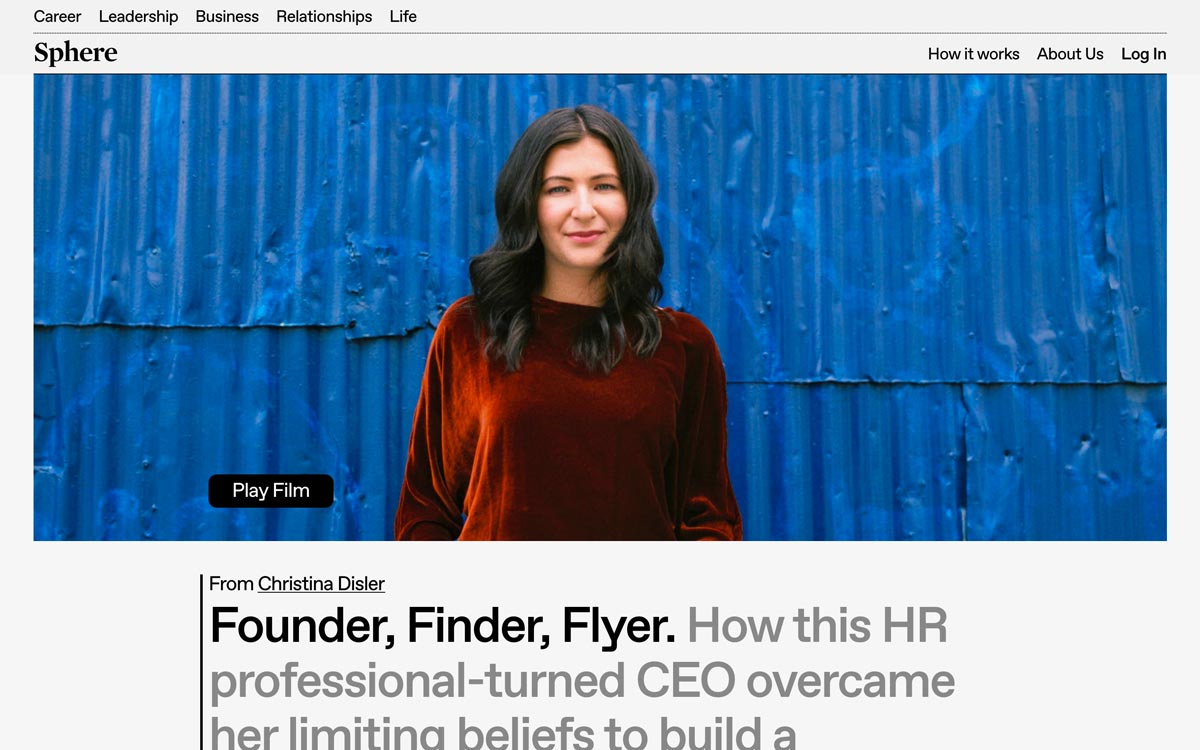 Career Leadership Business Relationships Life
Sphere
How it works About Us Log In
Play Film
From Christina Disler
Founder, Finder, Flyer. How this HR
professional-turned CEO overcame
her limiting beliefs to build a